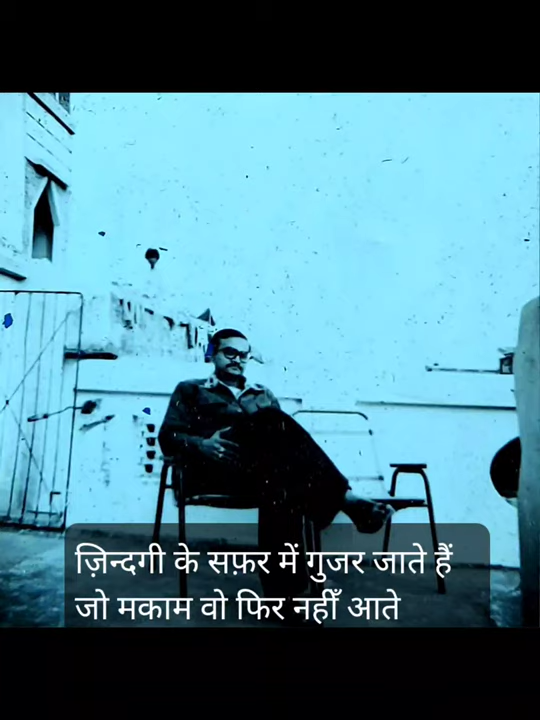 ज़िन्दगी के सफ़र में गुजर जाते हैं
जो मकाम वो फिर नहीँ आते